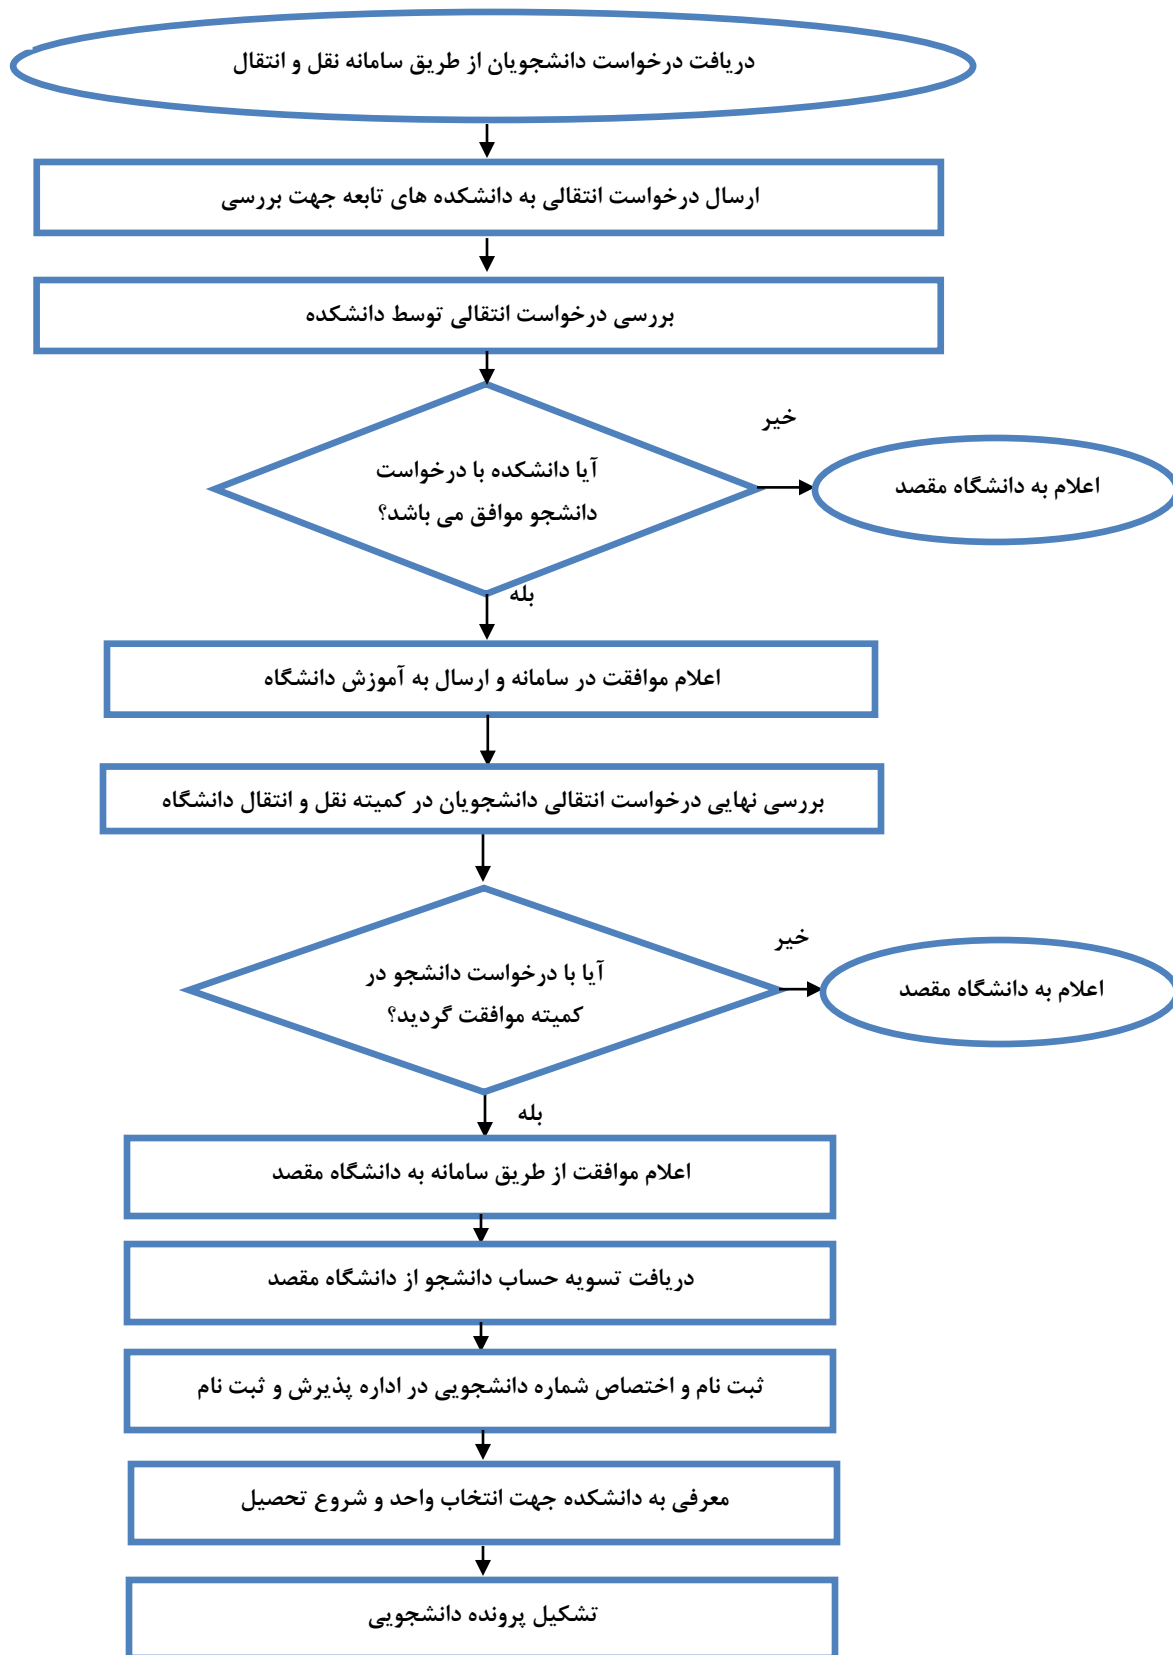 دریافت درخواست دانشجویان از طریق سامانه نقل و انتقال
ارسال درخواست انتقالی به دانشکده های تابعه جهت بررسی
بررسی درخواست انتقالی توسط دانشکده
خیر
آیا دانشکده با درخواست
دانشجو موافق می باشد؟
اعلام به دانشگاه مقصد
بله
اعلام موافقت در سامانه و ارسال به آموزش دانشگاه
بررسی نهایی درخواست انتقالی دانشجویان در کمیته نقل و انتقال دانشگاه
خیر
آیا با درخواست دانشجو در
کمیته موافقت گردید؟
اعلام به دانشگاه مقصد
بله
اعلام موافقت از طریق سامانه به دانشگاه مقصد
دریافت تسویه حساب دانشجو از دانشگاه مقصد
ثبت نام و اختصاص شماره دانشجویی در اداره پذیرش و ثبت نام
معرفی به دانشکده جهت انتخاب واحد و شروع تحصیل
تشکیل پرونده دانشجویی